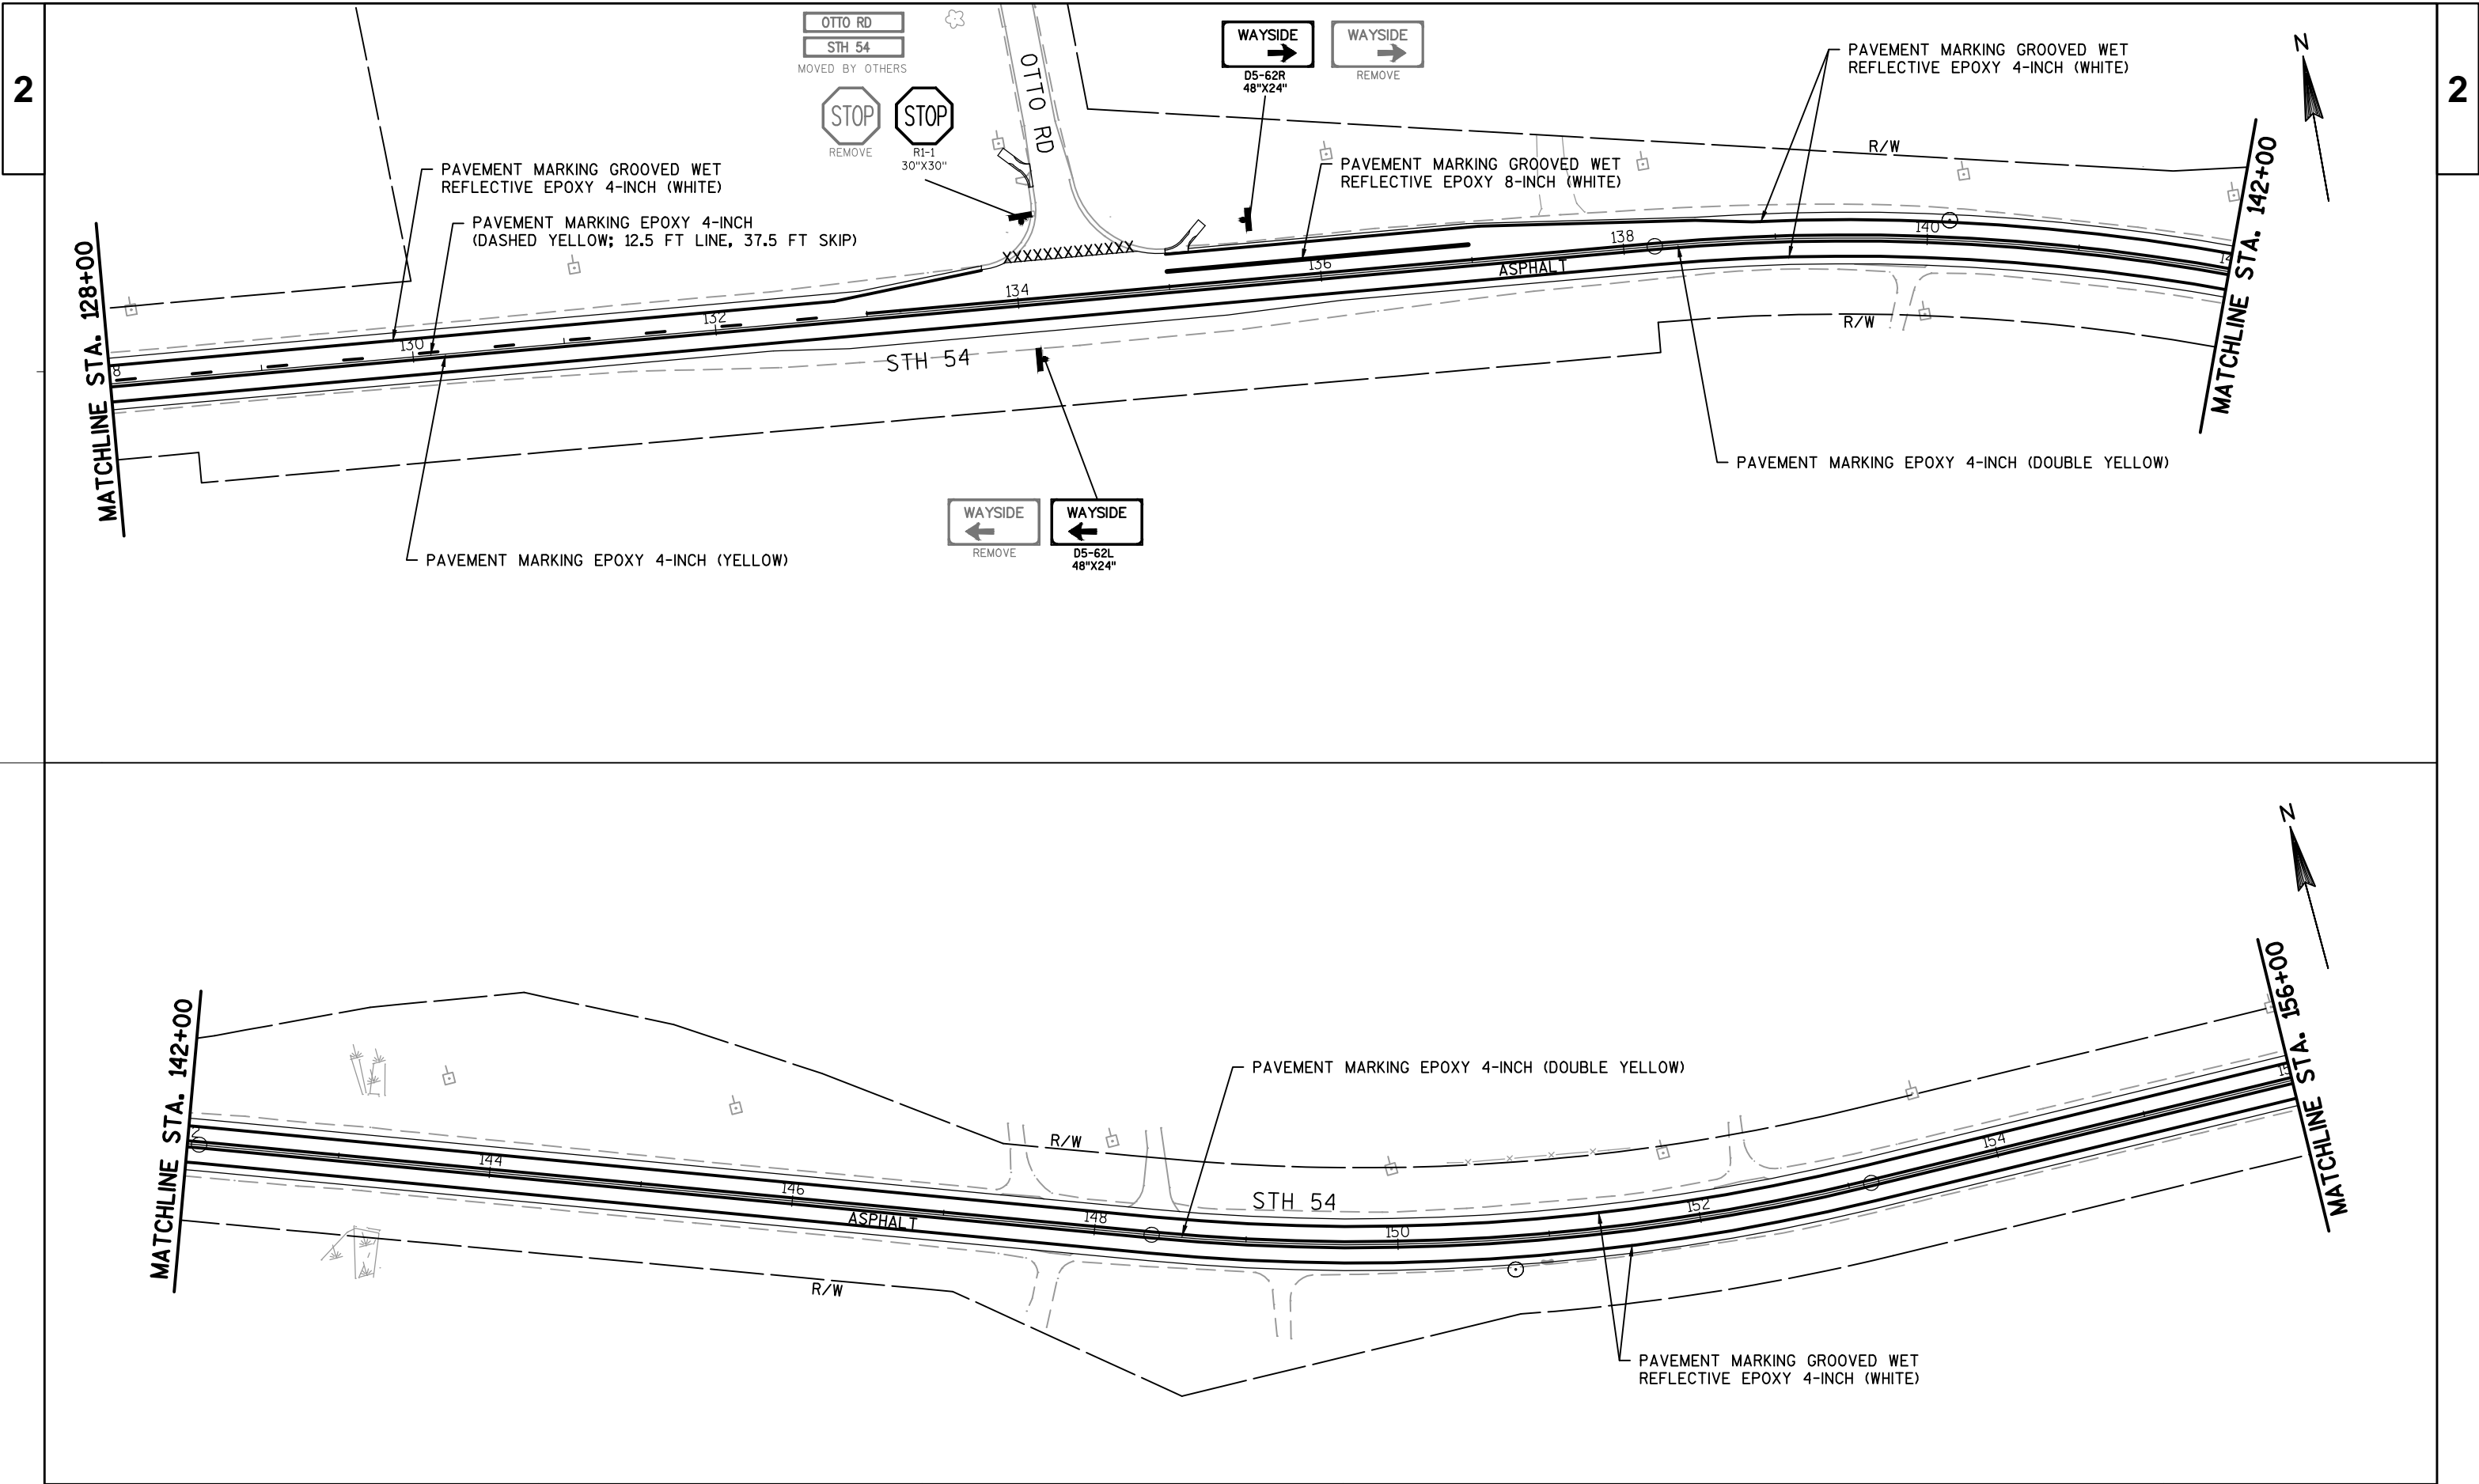 2
2
OTTO RD
STH 54
MOVED BY OTHERS
STOP
REMOVE
STOP
R1-1
30"X30"
OTTO RD
WAYSIDE
D5-62R
48"X24"
WAYSIDE
REMOVE
PAVEMENT MARKING GROOVED WET
REFLECTIVE EPOXY 4-INCH (WHITE)
N
PAVEMENT MARKING GROOVED WET
REFLECTIVE EPOXY 4-INCH (WHITE)
PAVEMENT MARKING EPOXY 4-INCH
(DASHED YELLOW; 12.5 FT LINE, 37.5 FT SKIP)
PAVEMENT MARKING GROOVED WET
REFLECTIVE EPOXY 8-INCH (WHITE)
R/W
MATCHLINE STA. 128+00
MATCHLINE STA. 142+00
XXXXXXXXXXXX
8
130
132
134
136
138
140
14
ASPHALT
STH 54
R/W
PAVEMENT MARKING EPOXY 4-INCH (DOUBLE YELLOW)
WAYSIDE
REMOVE
WAYSIDE
D5-62L
48"X24"
PAVEMENT MARKING EPOXY 4-INCH (YELLOW)
N
MATCHLINE STA. 142+00
MATCHLINE STA. 156+00
PAVEMENT MARKING EPOXY 4-INCH (DOUBLE YELLOW)
R/W
STH 54
2
144
146
148
150
152
154
15
ASPHALT
R/W
PAVEMENT MARKING GROOVED WET
REFLECTIVE EPOXY 4-INCH (WHITE)